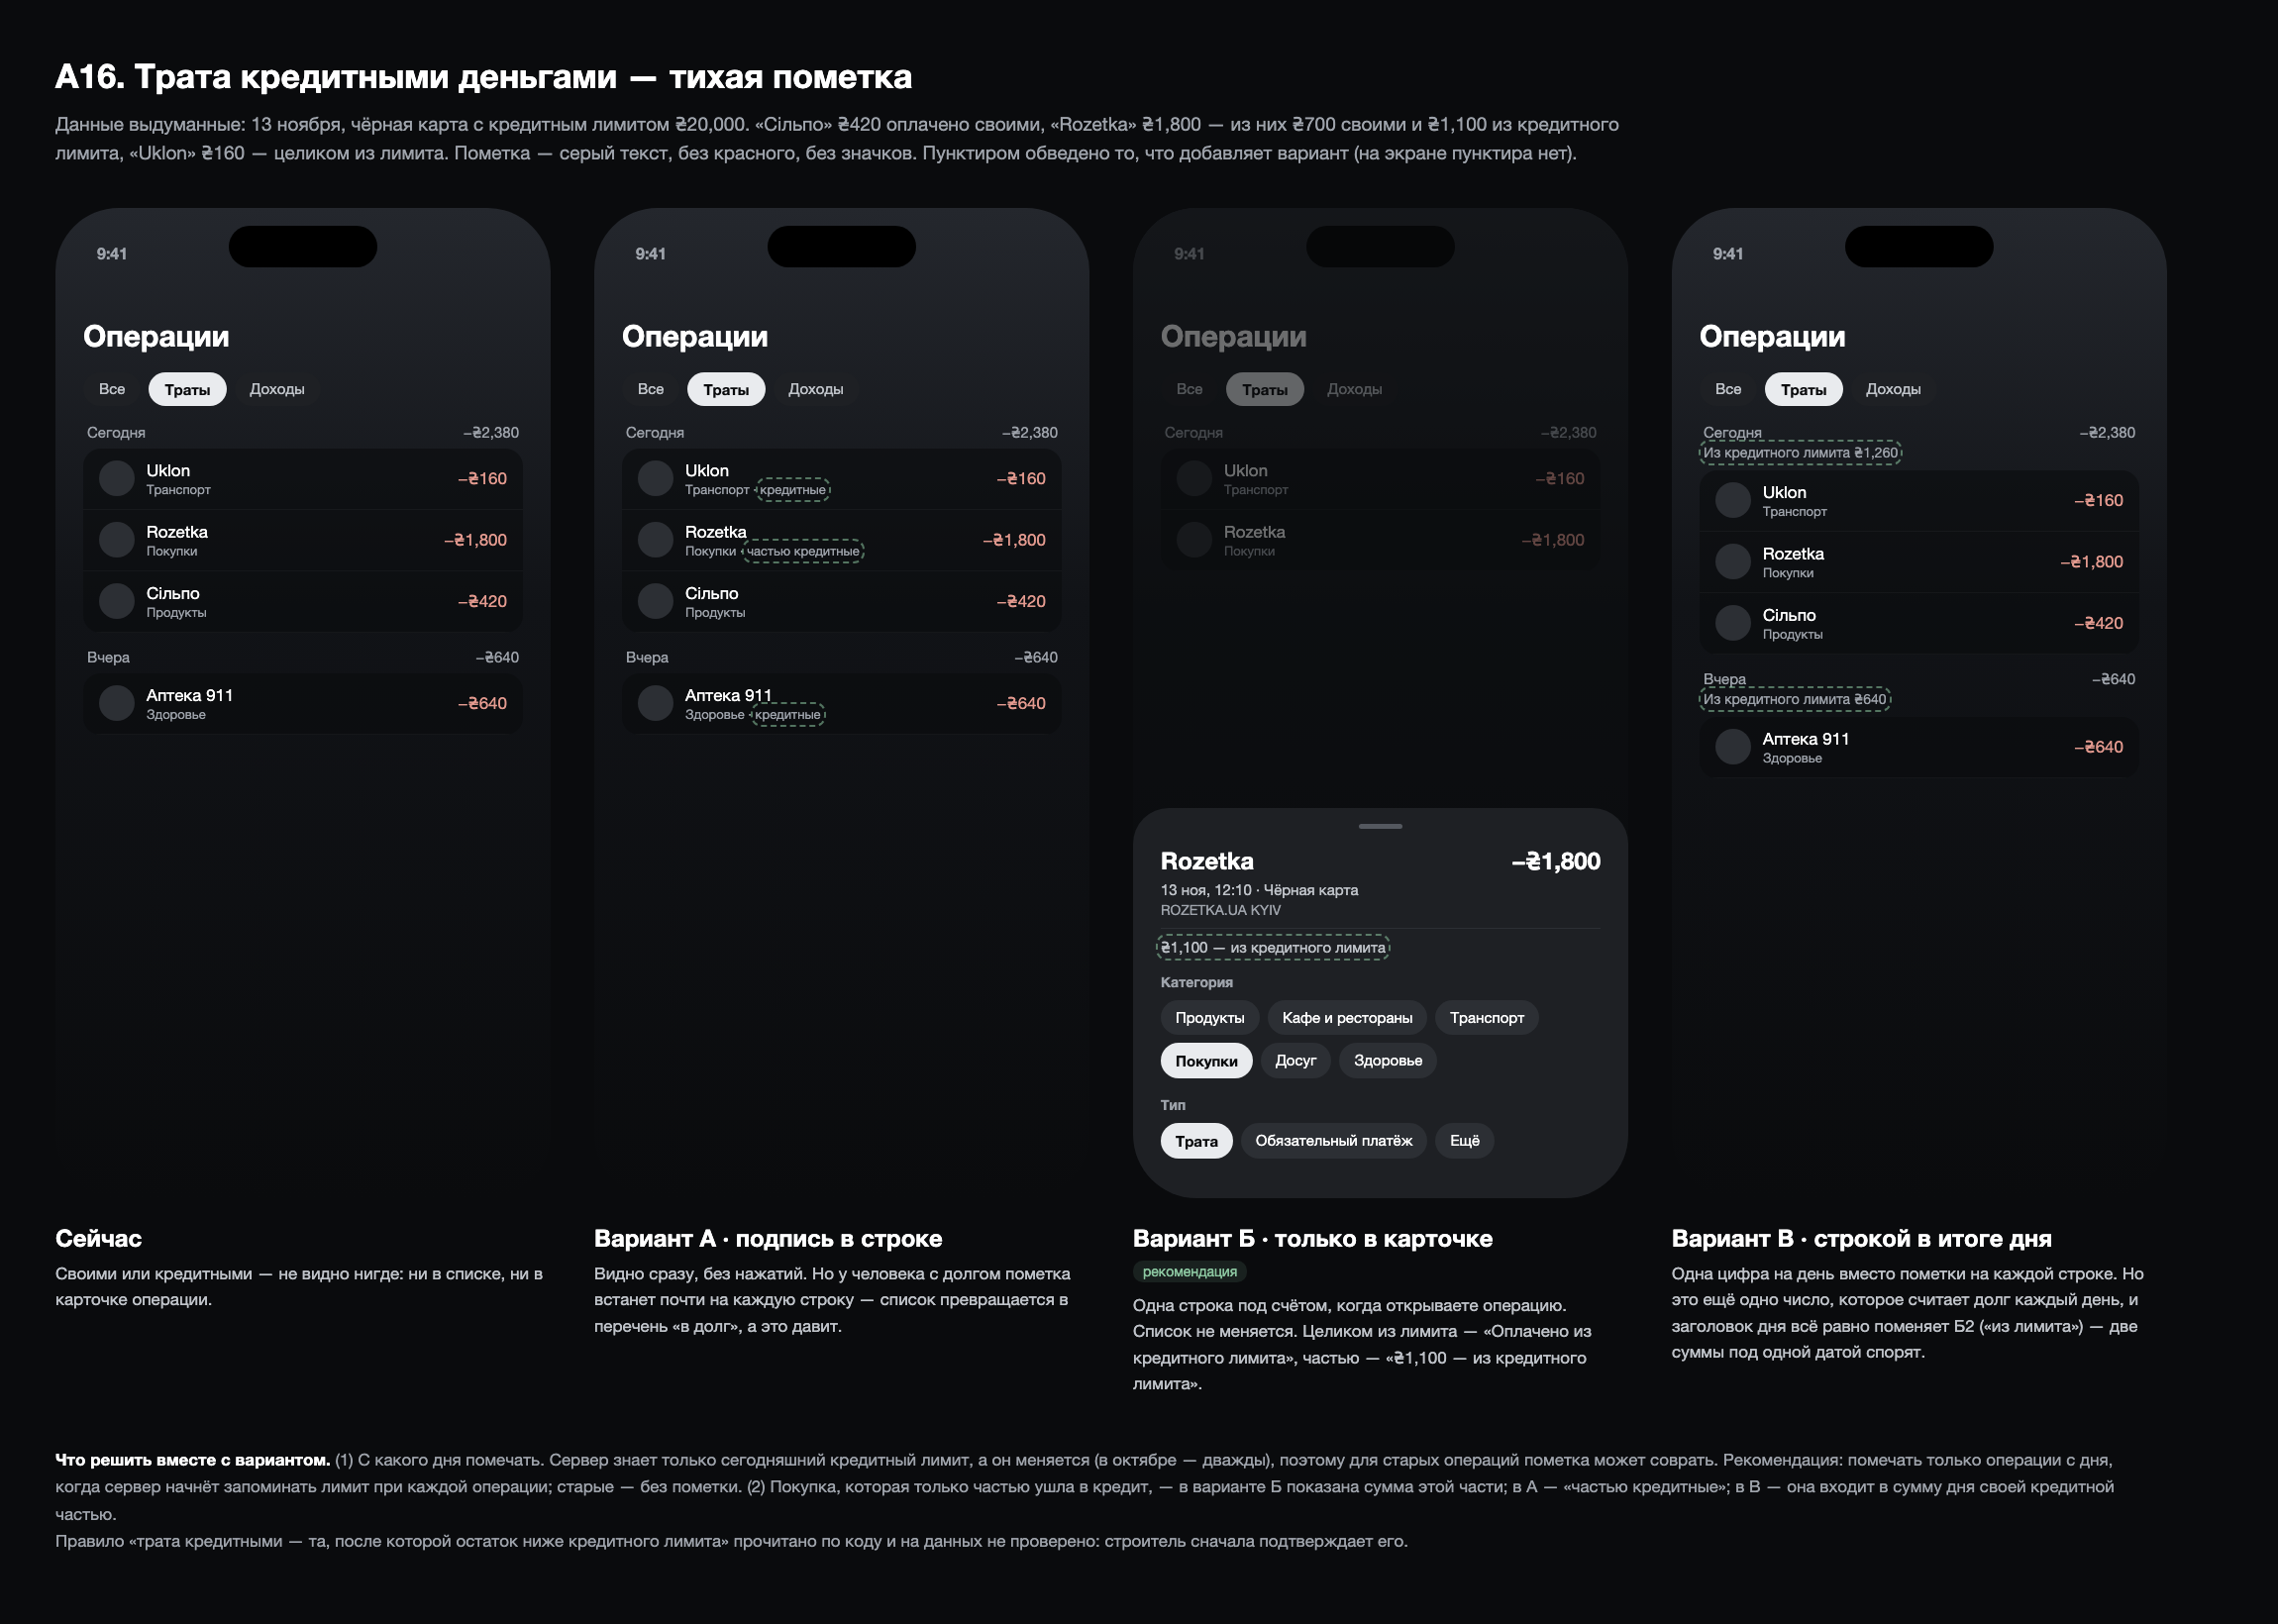 А16. Трата кредитными деньгами — тихая пометка
Данные выдуманные: 13 ноября, чёрная карта с кредитным лимитом ₴20,000. «Сільпо» ₴420 оплачено своими, «Rozetka» ₴1,800 — из них ₴700 своими и ₴1,100 из кредитного
лимита, «Uklon» ₴160 — целиком из лимита. Пометка — серый текст, без красного, без значков. Пунктиром обведено то, что добавляет вариант (на экране пунктира нет).
9:41
Операции
Все Траты Доходы
Сегодня –₴2,380
Uklon
–₴160
Транспорт
Rozetka
–₴1,800
Покупки
Сільпо
–₴420
Продукты
Вчера –₴640
Аптека 911
–₴640
Здоровье
Сейчас
Своими или кредитными — не видно нигде: ни в списке, ни в
карточке операции.
9:41
Операции
Все Траты Доходы
Сегодня –₴2,380
Uklon
–₴160
Транспорт · кредитные
Rozetka
–₴1,800
Покупки · частью кредитные
Сільпо
–₴420
Продукты
Вчера –₴640
Аптека 911
–₴640
Здоровье · кредитные
Вариант А · подпись в строке
Видно сразу, без нажатий. Но у человека с долгом пометка
встанет почти на каждую строку — список превращается в
перечень «в долг», а это давит.
9:41
Операции
Все Траты Доходы
Сегодня –₴2,380
Uklon
–₴160
Транспорт
Rozetka
–₴1,800
Покупки
Rozetka –₴1,800
13 ноя, 12:10 · Чёрная карта
ROZETKA.UA KYIV
₴1,100 — из кредитного лимита
Категория
Продукты Кафе и рестораны Транспорт
Покупки Досуг Здоровье
Тип
Трата Обязательный платёж Ещё
Вариант Б · только в карточке
рекомендация
Одна строка под счётом, когда открываете операцию.
Список не меняется. Целиком из лимита — «Оплачено из
кредитного лимита», частью — «₴1,100 — из кредитного
лимита».
9:41
Операции
Все Траты Доходы
Сегодня –₴2,380
Из кредитного лимита ₴1,260
Uklon
–₴160
Транспорт
Rozetka
–₴1,800
Покупки
Сільпо
–₴420
Продукты
Вчера –₴640
Из кредитного лимита ₴640
Аптека 911
–₴640
Здоровье
Вариант В · строкой в итоге дня
Одна цифра на день вместо пометки на каждой строке. Но
это ещё одно число, которое считает долг каждый день, и
заголовок дня всё равно поменяет Б2 («из лимита») — две
суммы под одной датой спорят.
Что решить вместе с вариантом. (1) С какого дня помечать. Сервер знает только сегодняшний кредитный лимит, а он меняется (в октябре — дважды), поэтому для старых операций пометка может соврать. Рекомендация: помечать только операции с дня,
когда сервер начнёт запоминать лимит при каждой операции; старые — без пометки. (2) Покупка, которая только частью ушла в кредит, — в варианте Б показана сумма этой части; в А — «частью кредитные»; в В — она входит в сумму дня своей кредитной
частью.
Правило «трата кредитными — та, после которой остаток ниже кредитного лимита» прочитано по коду и на данных не проверено: строитель сначала подтверждает его.